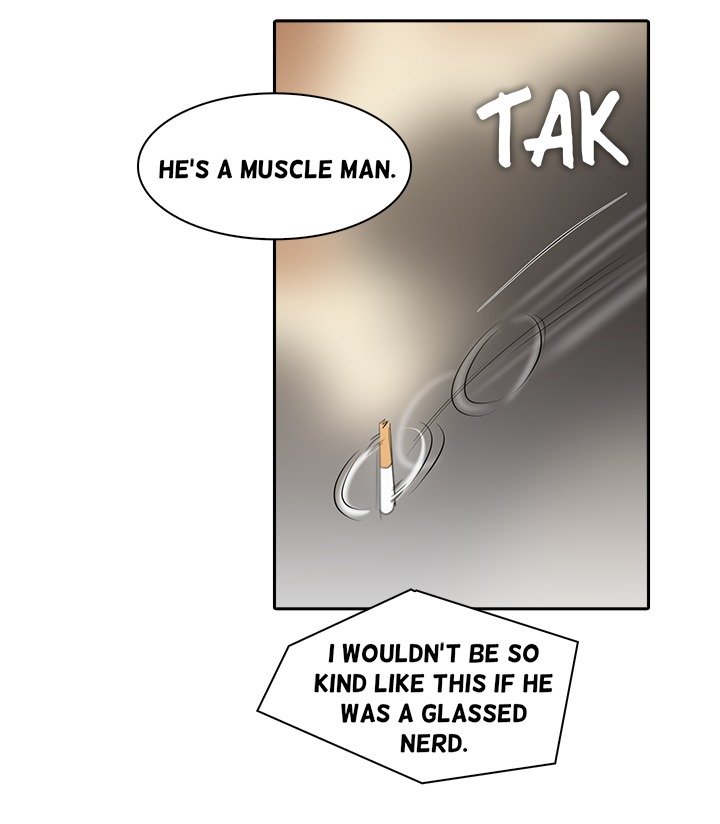 TAK
HE'S A MUSCLE MAN.
I WOULDN'T BE SO
KIND LIKE THIS IF HE
WAS A GLASSED
NERD.